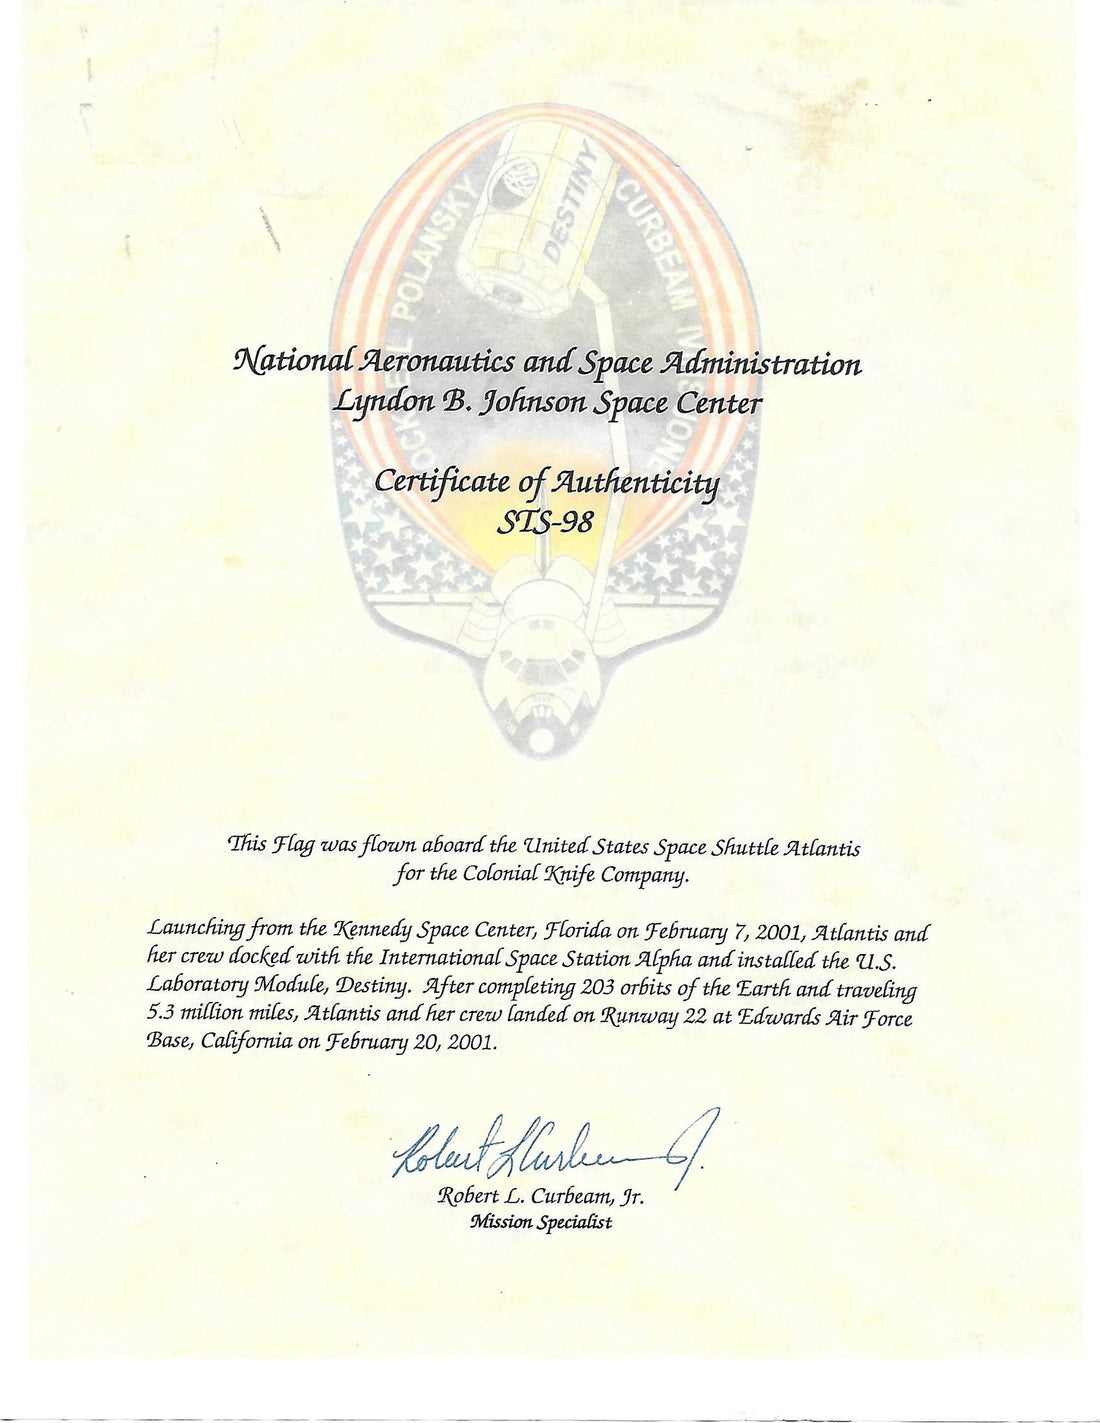 DESTINY
POLANSKY
CURBEAM IVINS JONES
National Aeronautics and Space Administration
Lyndon B. Johnson Space Center
Certificate of Authenticity
STS-98
This Flag was flown aboard the United States Space Shuttle Atlantis
for the Colonial Knife Company.
Launching from the Kennedy Space Center, Florida on February 7, 2001, Atlantis and
her crew docked with the International Space Station Alpha and installed the U.S.
Laboratory Module, Destiny. After completing 203 orbits of the Earth and traveling
5.3 million miles, Atlantis and her crew landed on Runway 22 at Edwards Air Force
Base, California on February 20, 2001.
Robert L Curbeam Jr.
Robert L. Curbeam, Jr.
Mission Specialist